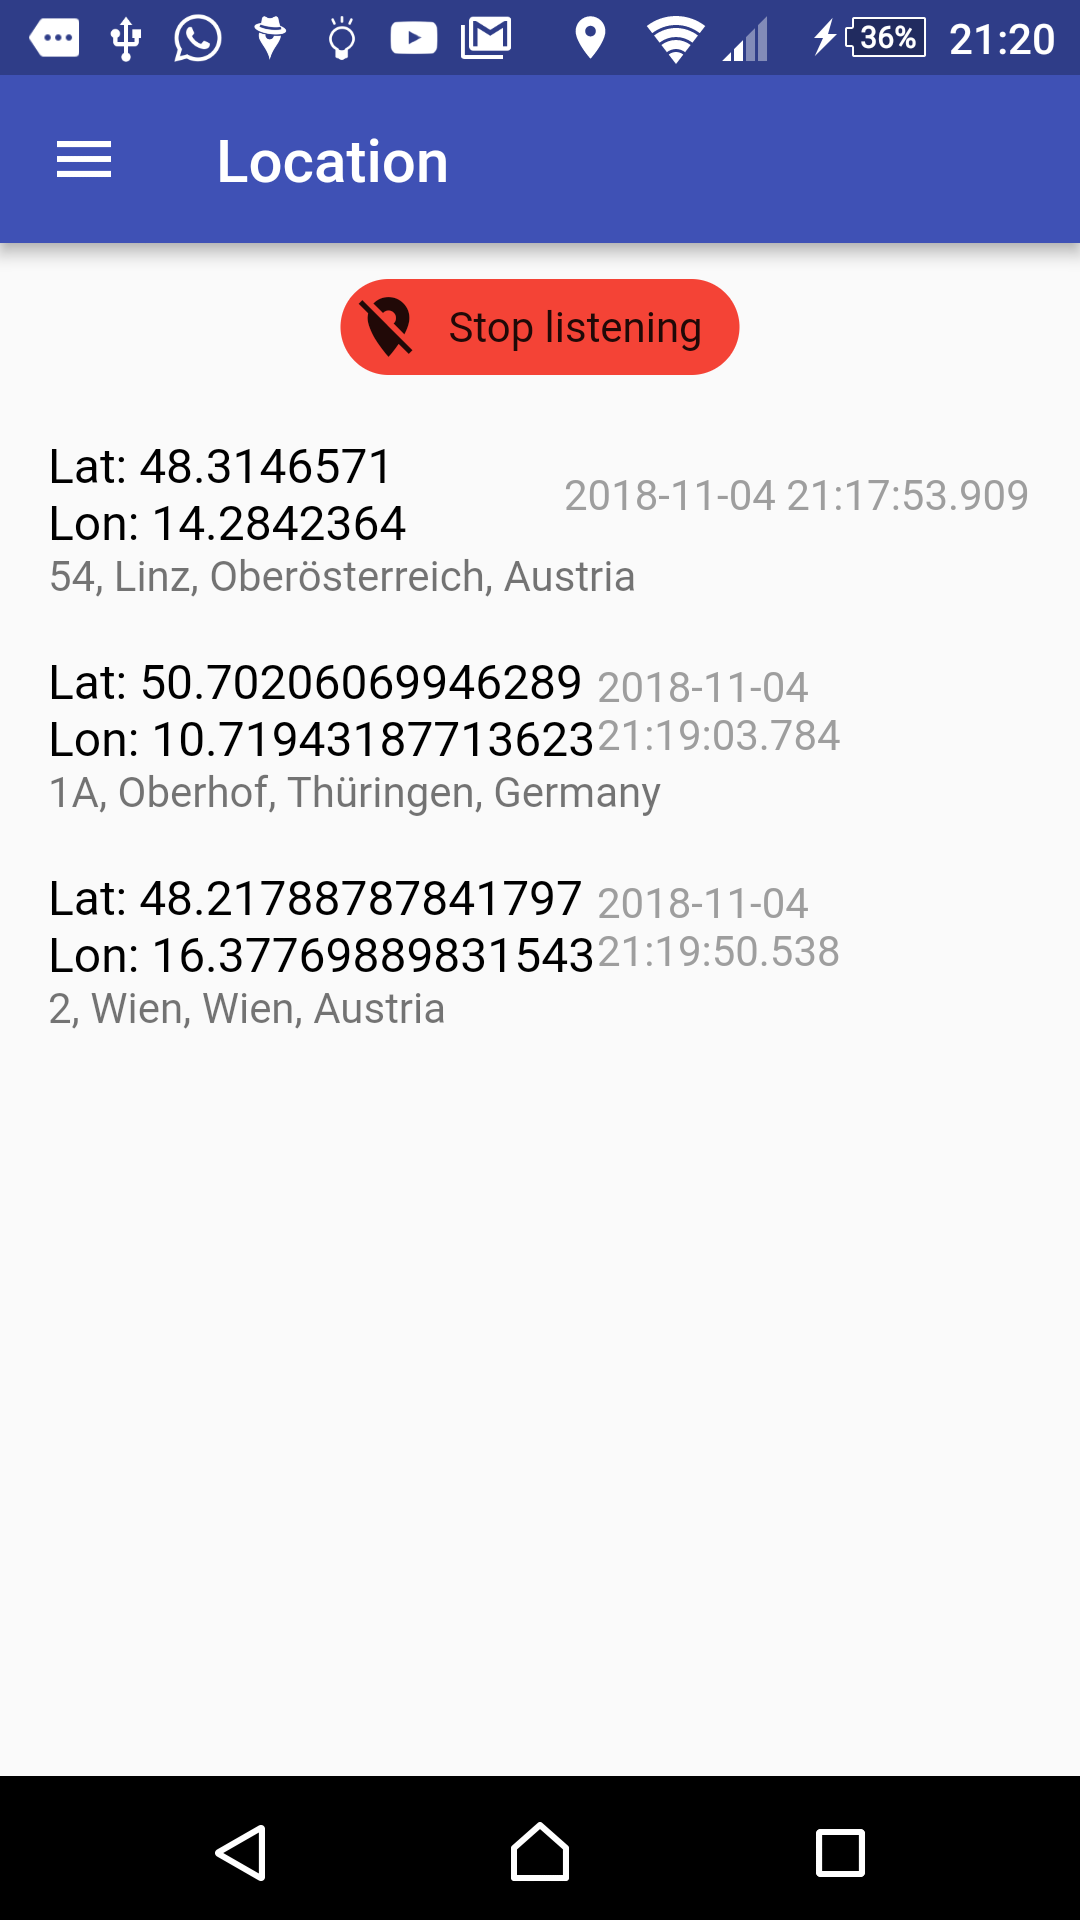 36% 21:20
Location
Stop listening
Lat: 48.3146571
Lon: 14.2842364
2018-11-04 21:17:53.909
54, Linz, Oberösterreich, Austria
Lat: 50.70206069946289
Lon: 10.71943187713623
2018-11-04
21:19:03.784
1A, Oberhof, Thüringen, Germany
Lat: 48.21788787841797
Lon: 16.37769889831543
2018-11-04
21:19:50.538
2, Wien, Wien, Austria